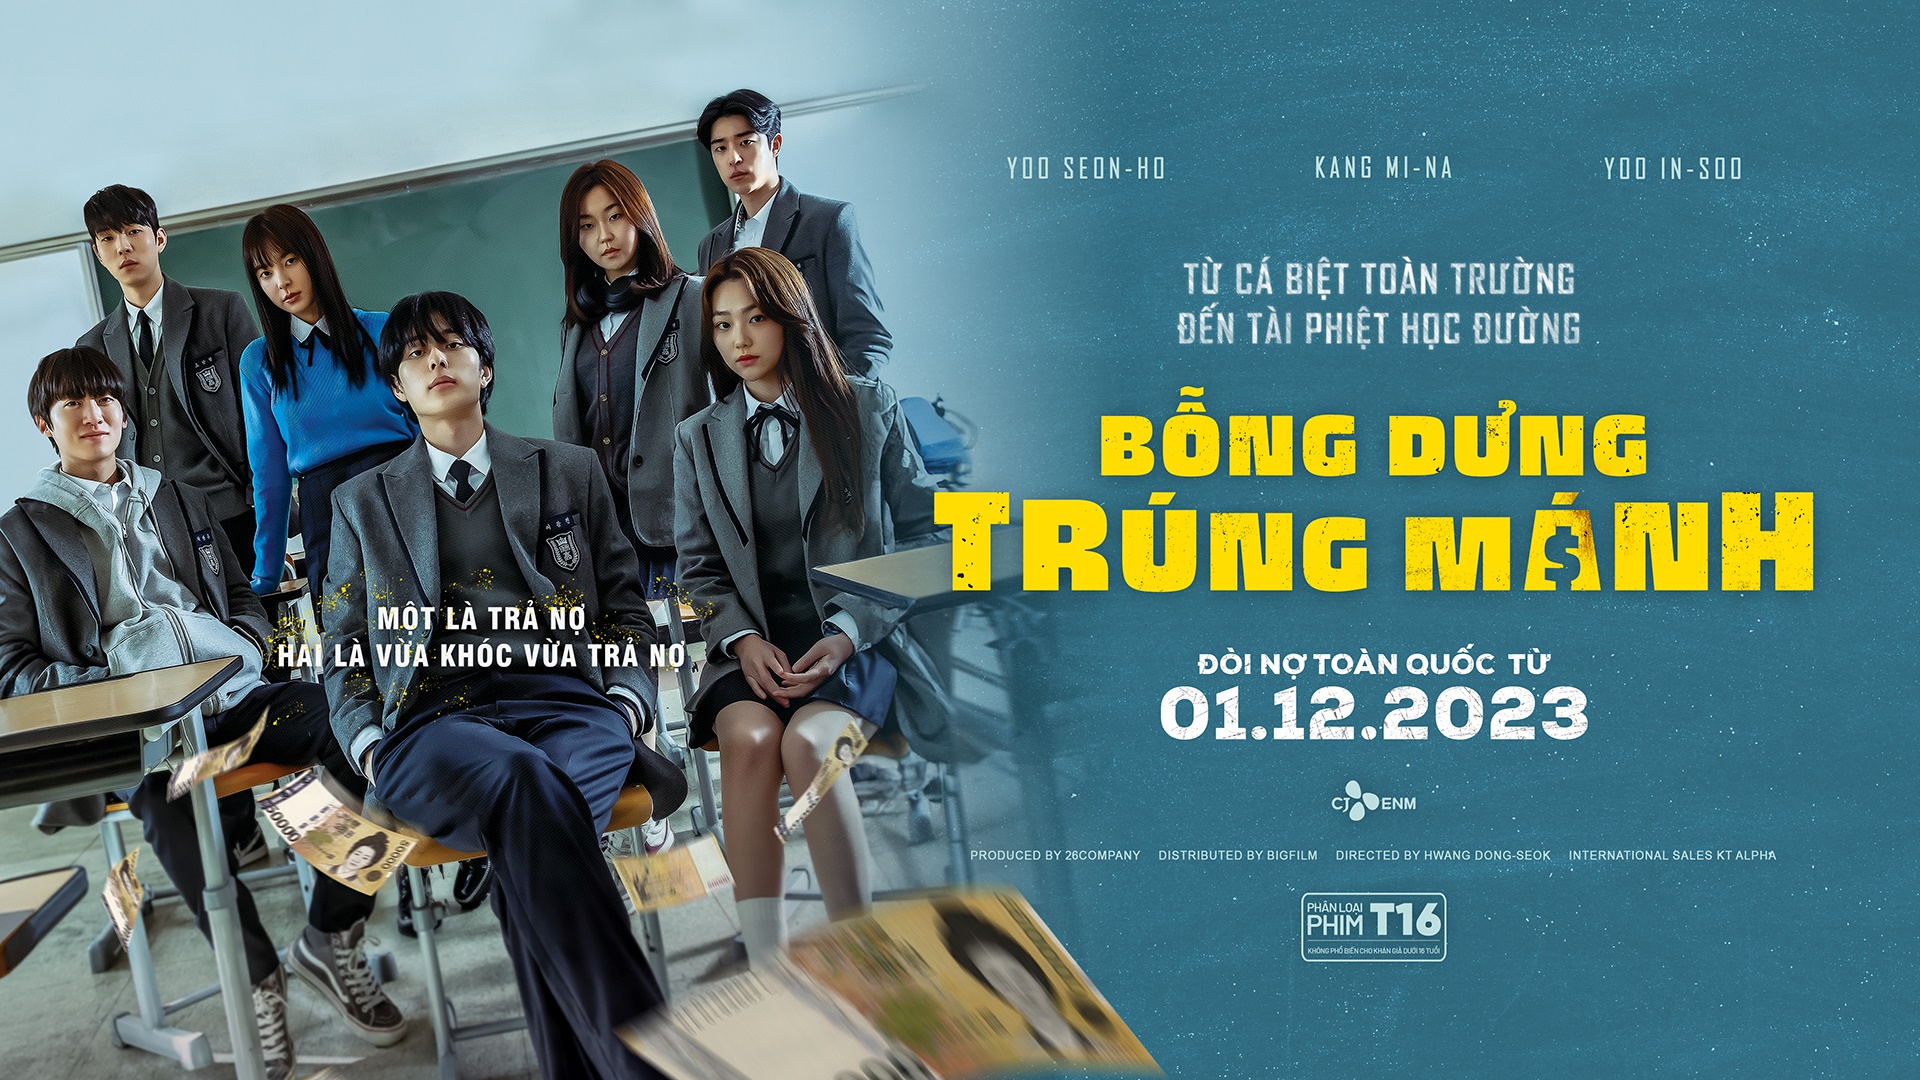 YOO SEON-HO KANG MI-NA YOO IN-SOO
TỪ CÁ BIỆT TOÀN TRƯỜNG
ĐẾN TÀI PHIỆT HỌC ĐƯỜNG
BỖNG DƯNG
TRÚNG MÁNH
MỘT LÀ TRẢ NỢ
HAI LÀ VỪA KHÓC VỪA TRẢ NỢ
ĐÒI NỢ TOÀN QUỐC TỪ
01.12.2023
CJ ENM
PRODUCED BY 26COMPANY DISTRIBUTED BY BIGFILM DIRECTED BY HWANG DONG-SEOK INTERNATIONAL SALES KT ALPHA
PHÂN LOẠI
PHIM T16
KHÔNG PHỔ BIẾN CHO KHÁN GIẢ DƯỚI 16 TUỔI
50000
50000